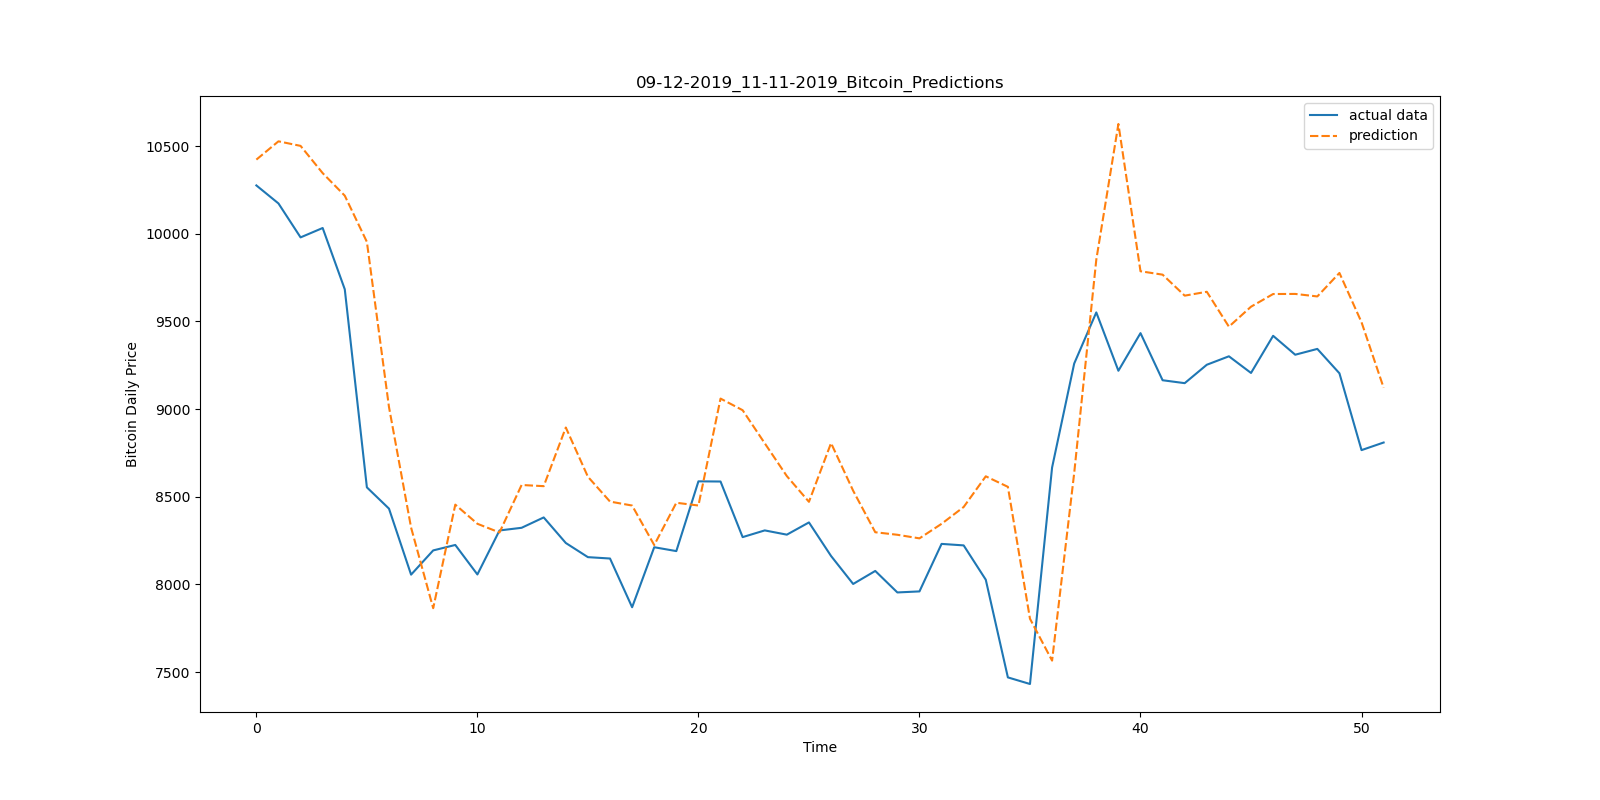 09-12-2019_11-11-2019_Bitcoin_Predictions
actual data
prediction
10500
10000
9500
9000
8500
8000
7500
Bitcoin Daily Price
0
10
20
30
40
50
Time